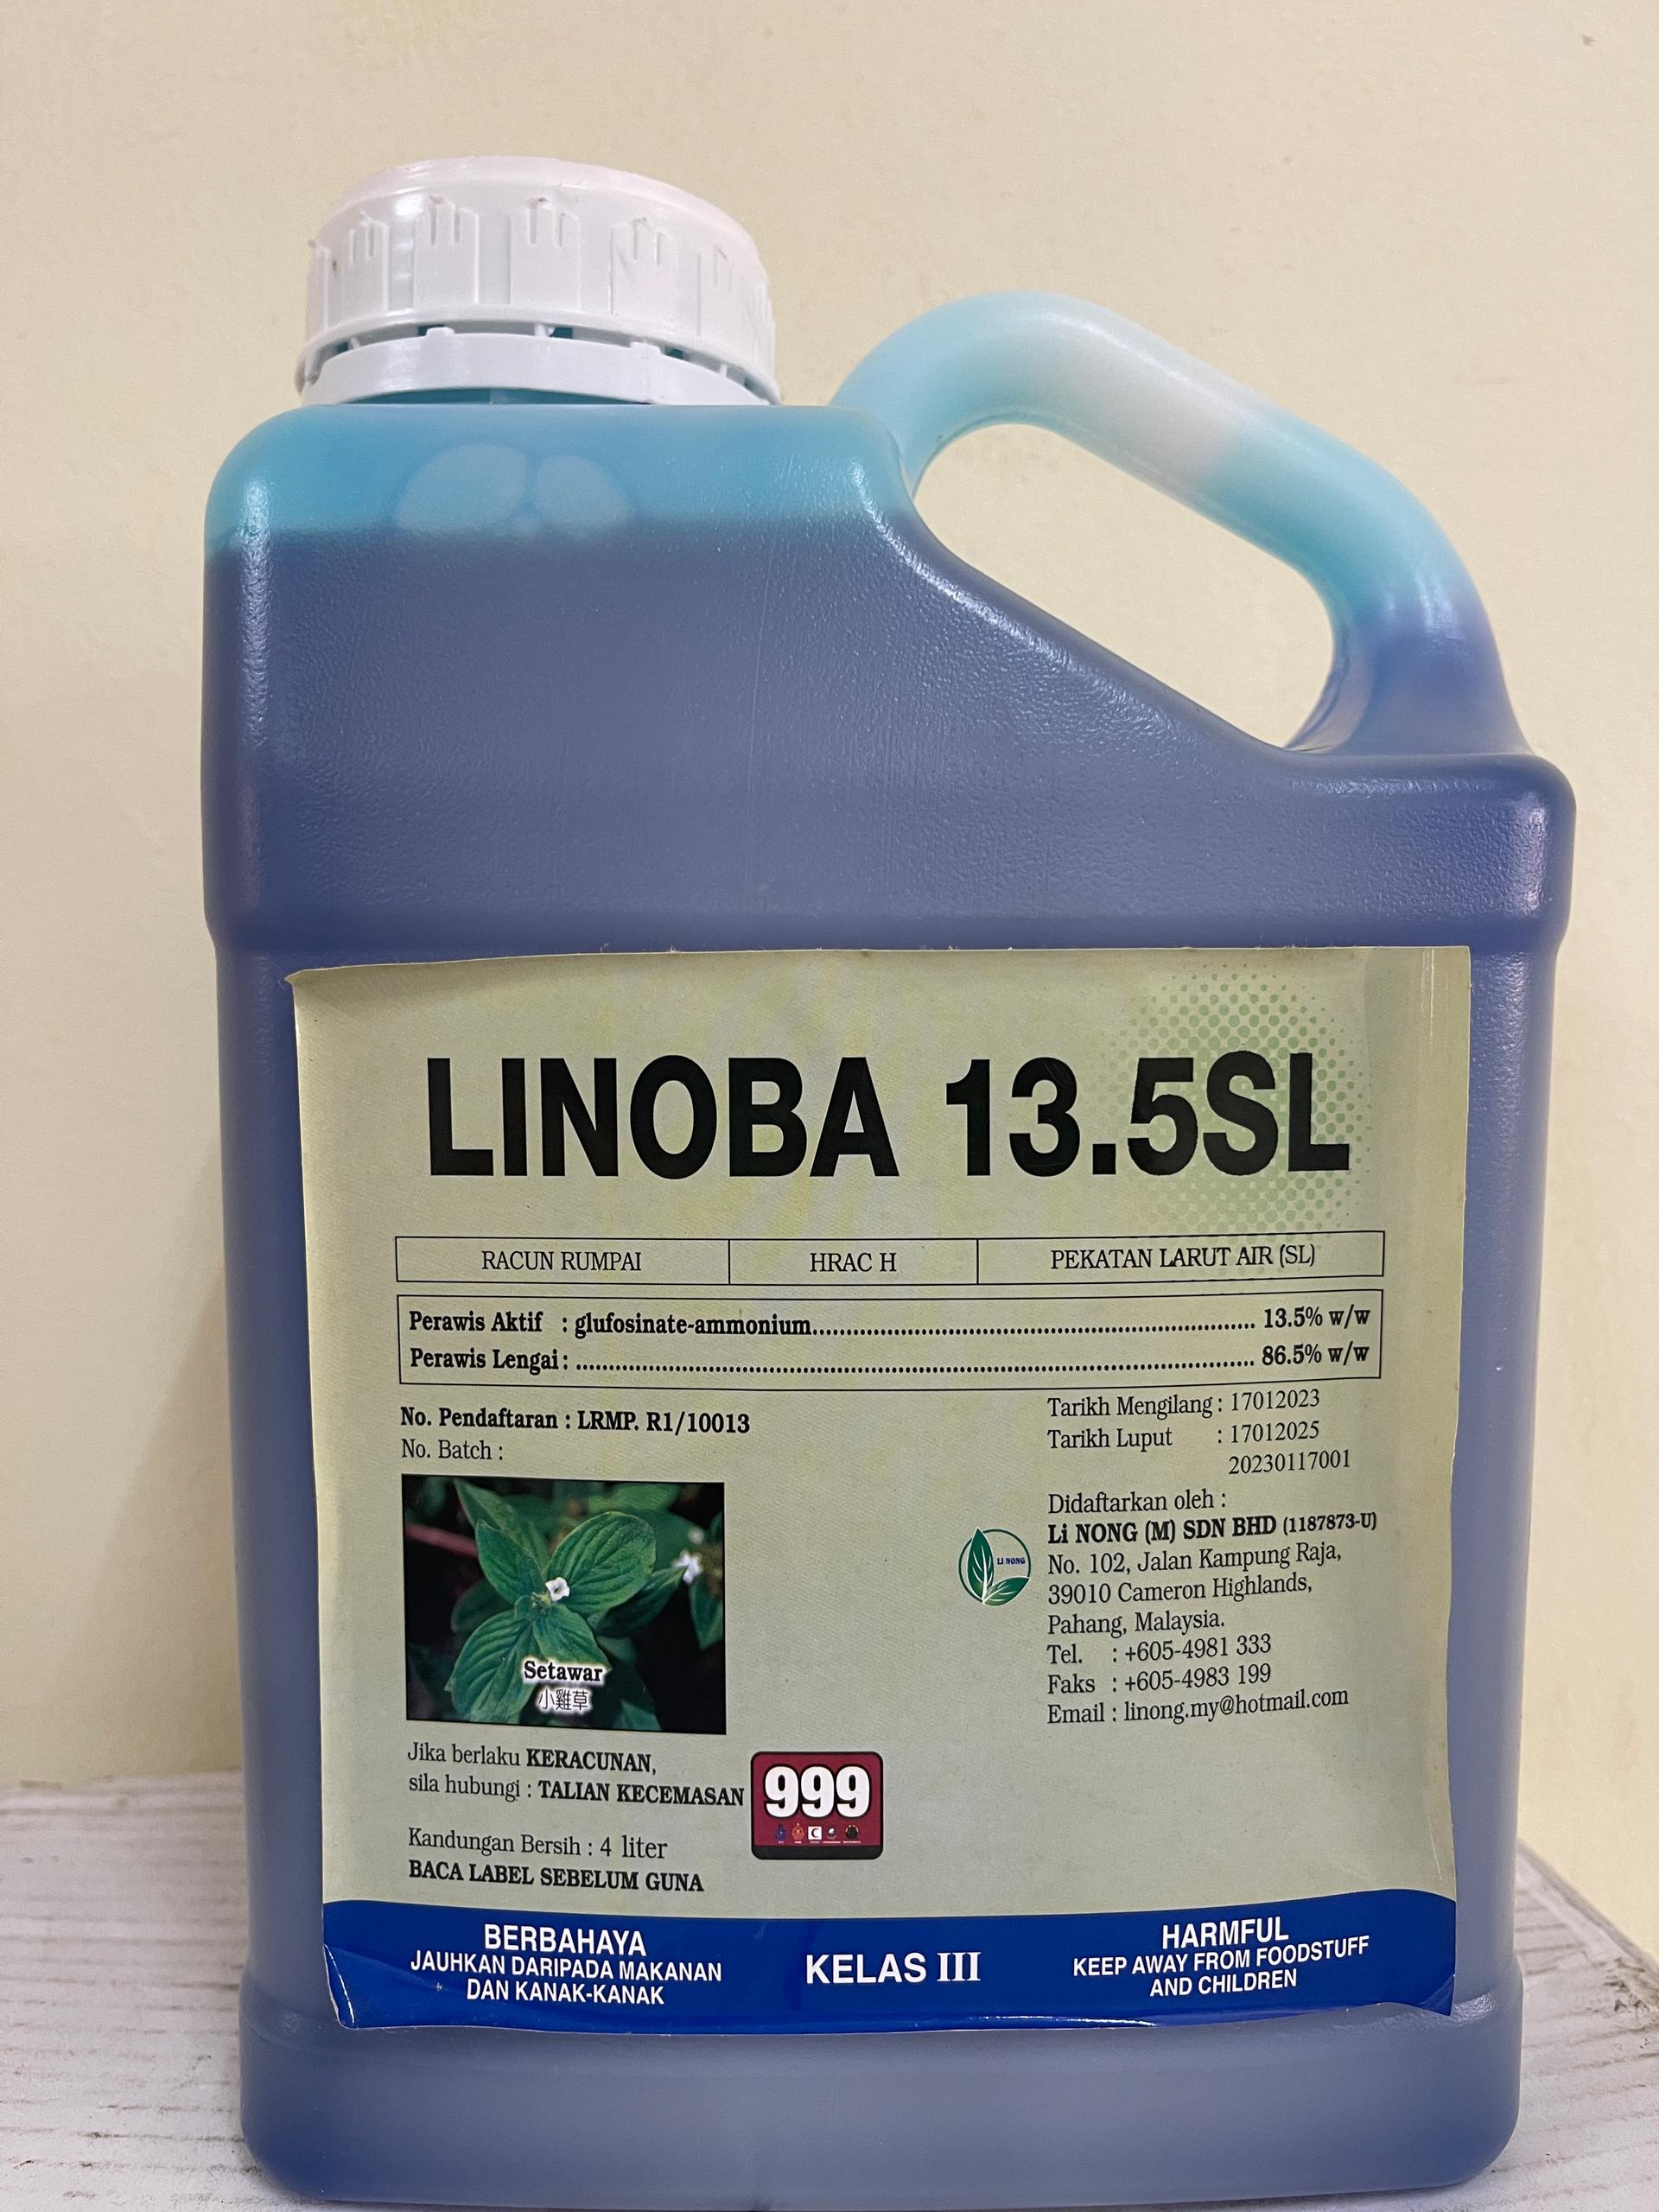 LINOBA 13.5SL
RACUN RUMPAI HRAC H PEKATAN LARUT AIR (SL)
Perawis Aktif : glufosinate-ammonium........................................................................ 13.5% w/w
Perawis Lengai : ........................................................................................................ 86.5% w/w
No. Pendaftaran : LRMP. R1/10013
No. Batch :
Tarikh Mengilang : 17012023
Tarikh Luput : 17012025
20230117001
Setawar
小雞草
LI NONG
Didaftarkan oleh :
Li NONG (M) SDN BHD (1187873-U)
No. 102, Jalan Kampung Raja,
39010 Cameron Highlands,
Pahang, Malaysia.
Tel. : +605-4981 333
Faks : +605-4983 199
Email : linong.my@hotmail.com
Jika berlaku KERACUNAN,
sila hubungi : TALIAN KECEMASAN
999
Kandungan Bersih : 4 liter
BACA LABEL SEBELUM GUNA
BERBAHAYA
JAUHKAN DARIPADA MAKANAN
DAN KANAK-KANAK
KELAS III
HARMFUL
KEEP AWAY FROM FOODSTUFF
AND CHILDREN